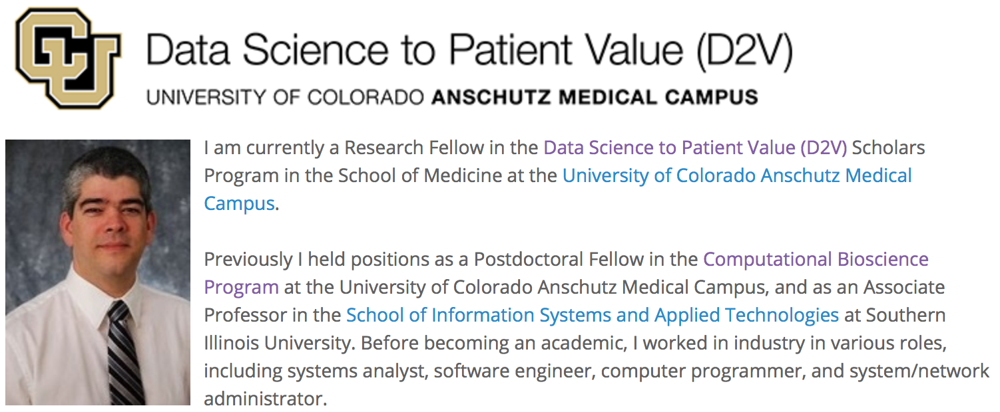 CU
Data Science to Patient Value (D2V)
UNIVERSITY OF COLORADO ANSCHUTZ MEDICAL CAMPUS
I am currently a Research Fellow in the Data Science to Patient Value (D2V) Scholars
Program in the School of Medicine at the University of Colorado Anschutz Medical
Campus.
Previously I held positions as a Postdoctoral Fellow in the Computational Bioscience
Program at the University of Colorado Anschutz Medical Campus, and as an Associate
Professor in the School of Information Systems and Applied Technologies at Southern
Illinois University. Before becoming an academic, I worked in industry in various roles,
including systems analyst, software engineer, computer programmer, and system/network
administrator.